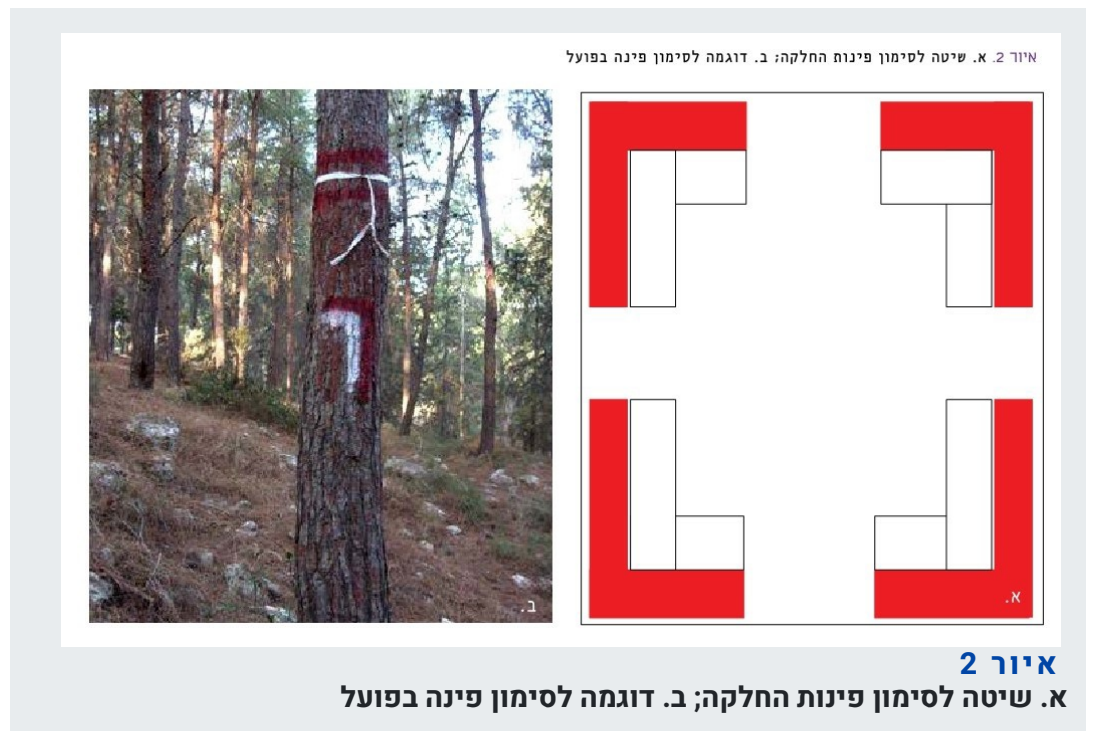 איור 2. א. שיטה לסימון פינות החלקה; ב. דוגמה לסימון פינה בפועל
א.
ב.
איור 2
א. שיטה לסימון פינות החלקה; ב. דוגמה לסימון פינה בפועל